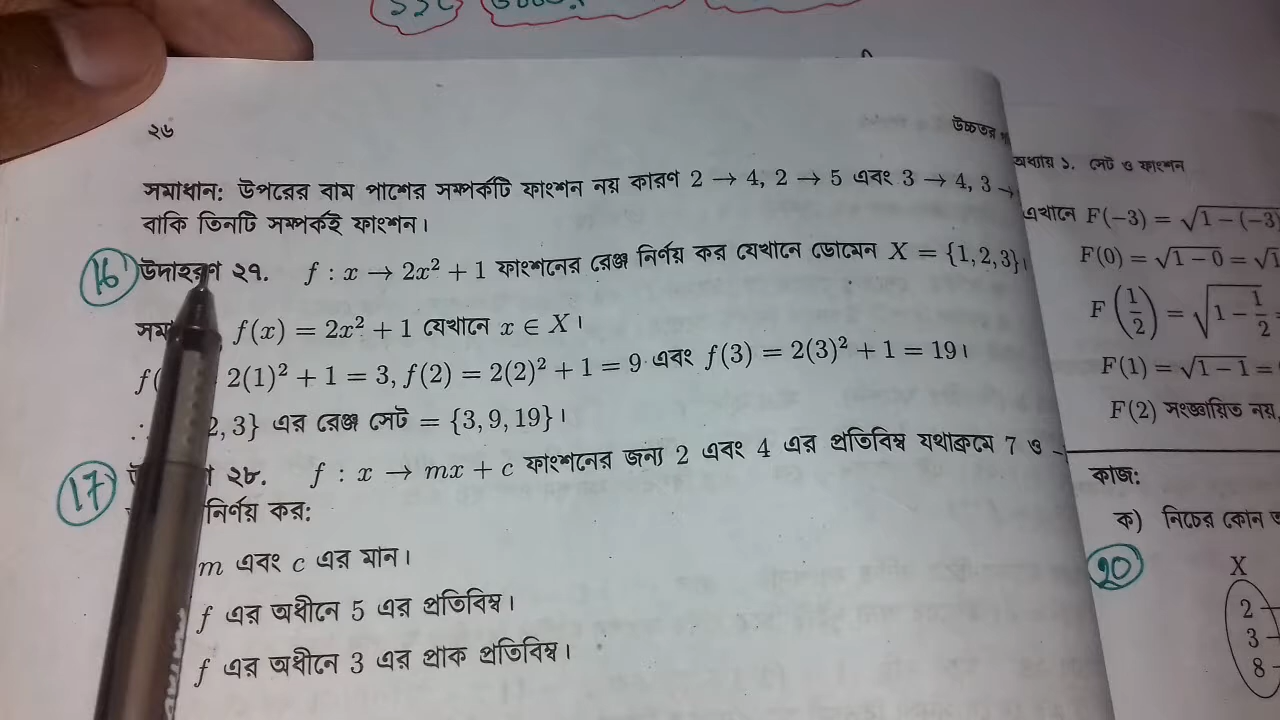 ২৬
উচ্চতর
সমাধান: উপরের বাম পাশের সম্পর্কটি ফাংশন নয় কারণ 2 → 4, 2 → 5 এবং 3 → 4, 3 →
বাকি তিনটি সম্পর্কই ফাংশন।
16 উদাহরণ ২৭. f : x → 2x² + 1 ফাংশনের রেঞ্জ নির্ণয় কর যেখানে ডোমেন X = {1, 2, 3}।
f(x) = 2x² + 1 যেখানে x ∈ X।
2(1)² + 1 = 3, f(2) = 2(2)² + 1 = 9 এবং f(3) = 2(3)² + 1 = 19।
2, 3} এর রেঞ্জ সেট = {3, 9, 19}।
17 ২৮. f : x → mx + c ফাংশনের জন্য 2 এবং 4 এর প্রতিবিম্ব যথাক্রমে 7 ও -
নির্ণয় কর:
m এবং c এর মান।
f এর অধীনে 5 এর প্রতিবিম্ব।
f এর অধীনে 3 এর প্রাক প্রতিবিম্ব।
অধ্যায় ১. সেট ও ফাংশন
এখানে F(−3) = √1 − (−3)
F(0) = √1 − 0 = √1
F(1/2) = √1 − 1/2 =
F(1) = √1 − 1 =
F(2) সংজ্ঞায়িত নয়,
কাজ:
ক) নিচের কোন
20
X
2
3
8